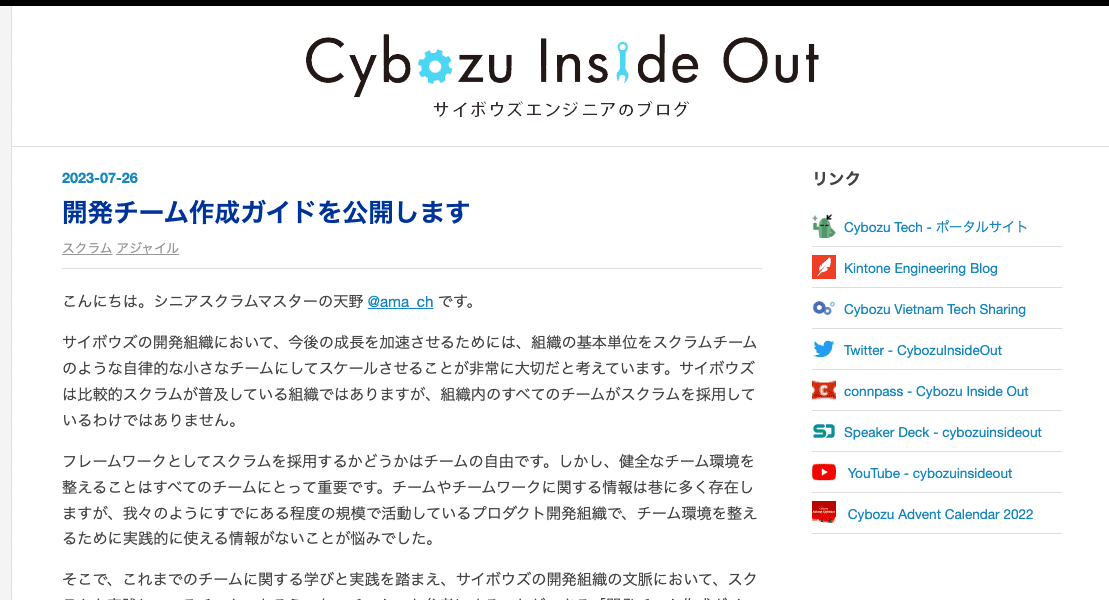 Cybozu Inside Out
サイボウズエンジニアのブログ
2023-07-26
開発チーム作成ガイドを公開します
スクラム アジャイル
こんにちは。シニアスクラムマスターの天野 @ama_ch です。
サイボウズの開発組織において、今後の成長を加速させるためには、組織の基本単位をスクラムチーム
のような自律的な小さなチームにしてスケールさせることが非常に大切だと考えています。サイボウズ
は比較的スクラムが普及している組織ではありますが、組織内のすべてのチームがスクラムを採用して
いるわけではありません。
フレームワークとしてスクラムを採用するかどうかはチームの自由です。しかし、健全なチーム環境を
整えることはすべてのチームにとって重要です。チームやチームワークに関する情報は巷に多く存在し
ますが、我々のようにすでにある程度の規模で活動しているプロダクト開発組織で、チーム環境を整え
るために実践的に使える情報がないことが悩みでした。
そこで、これまでのチームに関する学びと実践を踏まえ、サイボウズの開発組織の文脈において、スク
リンク
Cybozu Tech - ポータルサイト
Kintone Engineering Blog
Cybozu Vietnam Tech Sharing
Twitter - CybozuInsideOut
connpass - Cybozu Inside Out
Speaker Deck - cybozuinsideout
YouTube - cybozuinsideout
Cybozu Advent Calendar 2022